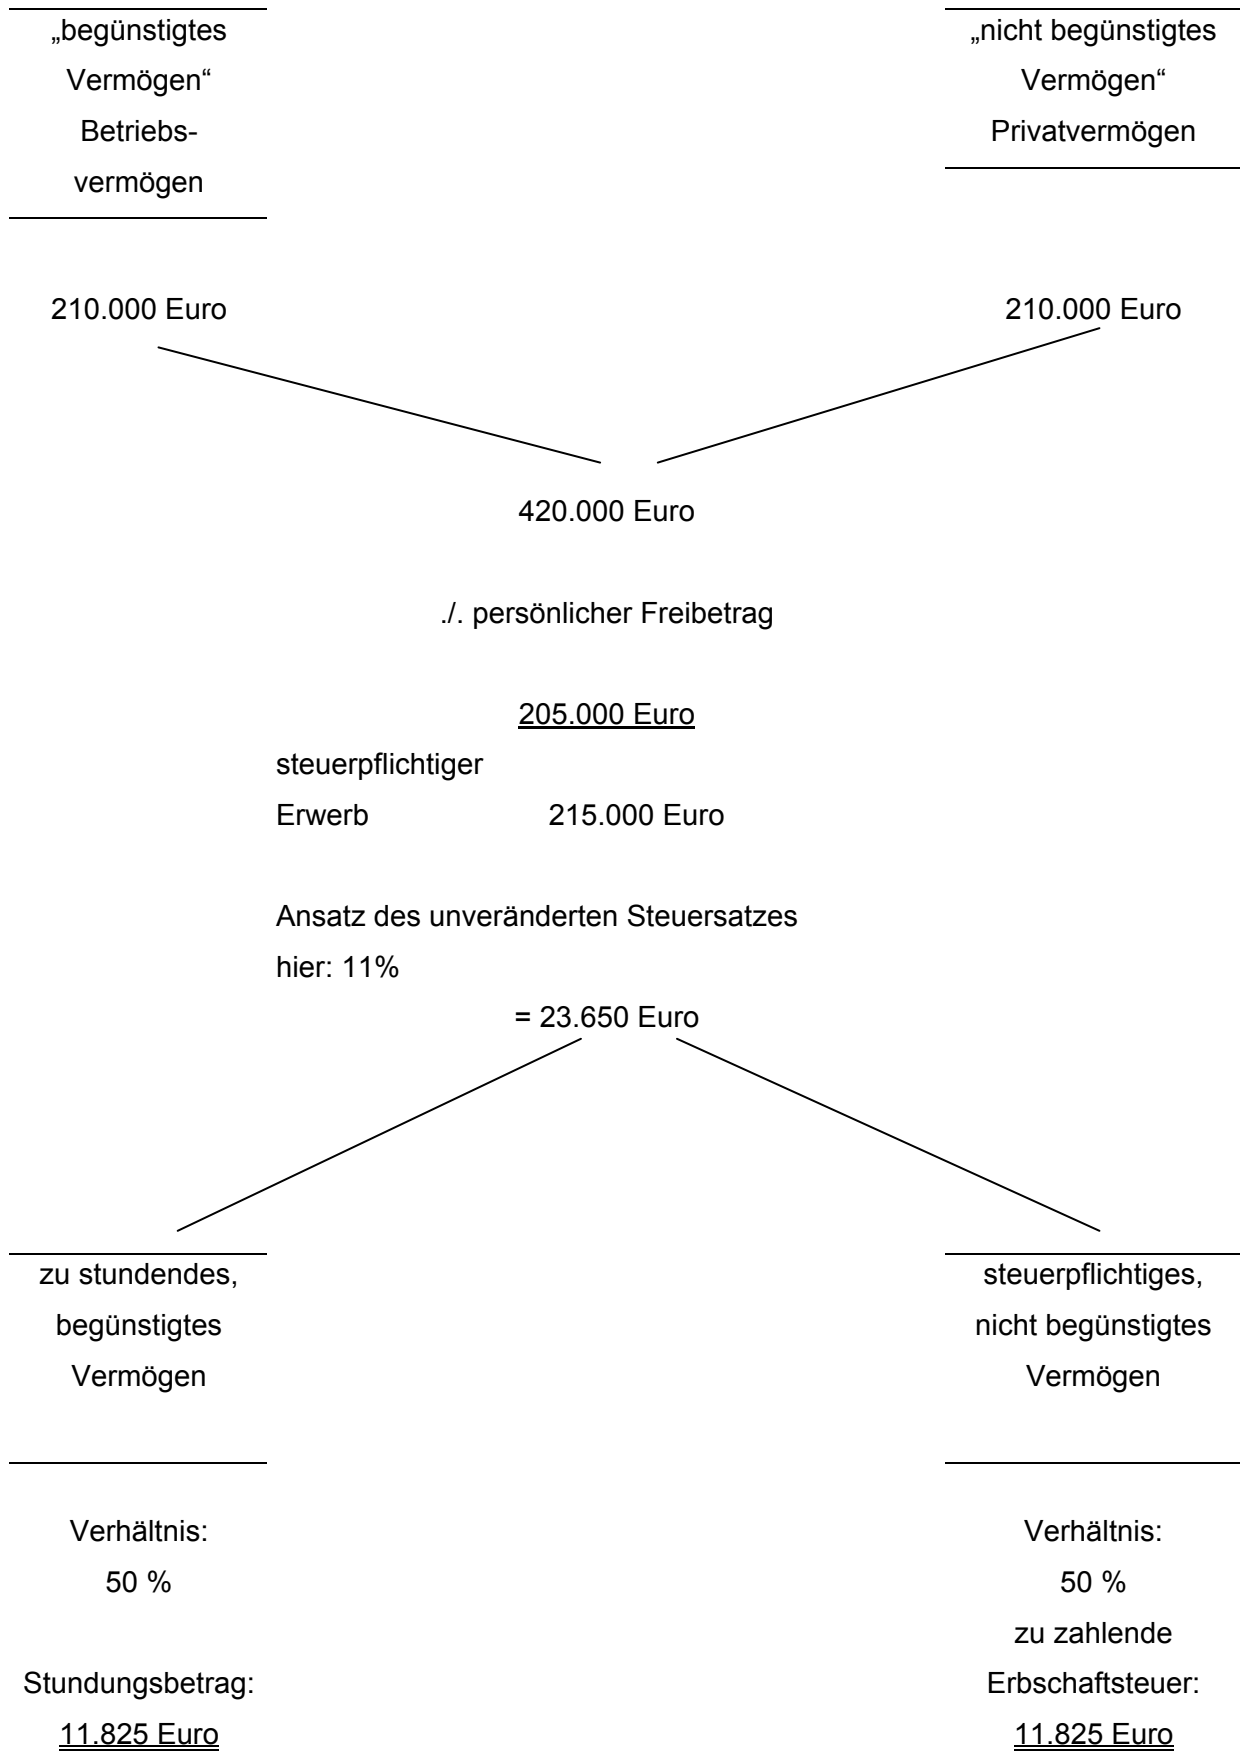 „begünstigtes
Vermögen“
Betriebs-
vermögen
„nicht begünstigtes
Vermögen“
Privatvermögen
210.000 Euro
210.000 Euro
420.000 Euro
./. persönlicher Freibetrag
205.000 Euro
steuerpflichtiger
Erwerb 215.000 Euro
Ansatz des unveränderten Steuersatzes
hier: 11%
= 23.650 Euro
zu stundendes,
begünstigtes
Vermögen
steuerpflichtiges,
nicht begünstigtes
Vermögen
Verhältnis:
50 %
Stundungsbetrag:
11.825 Euro
Verhältnis:
50 %
zu zahlende
Erbschaftsteuer:
11.825 Euro